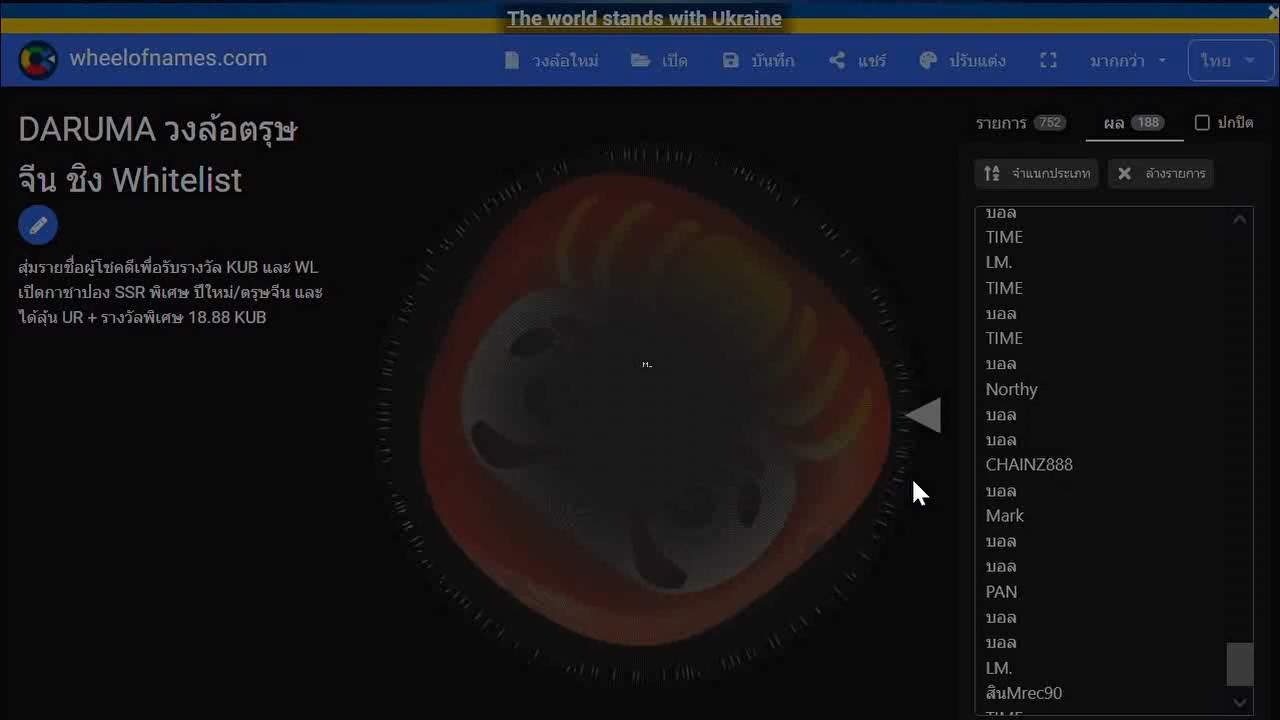 The world stands with Ukraine
wheelofnames.com
วงล้อใหม่
เปิด
บันทึก
แชร์
ปรับแต่ง
มากกว่า
ไทย
DARUMA วงล้อตรุษ
จีน ชิง Whitelist
สุ่มรายชื่อผู้โชคดีเพื่อรับรางวัล KUB และ WL
เปิดกาชาปอง SSR พิเศษ ปีใหม่/ตรุษจีน และ
ได้ลุ้น UR + รางวัลพิเศษ 18.88 KUB
รายการ 752
ผล 188
ปกปิด
จำแนกประเภท
ล้างรายการ
บอล
TIME
LM.
TIME
บอล
TIME
บอล
Northy
บอล
บอล
CHAINZ888
บอล
Mark
บอล
บอล
PAN
บอล
บอล
LM.
สินMrec90
TIME